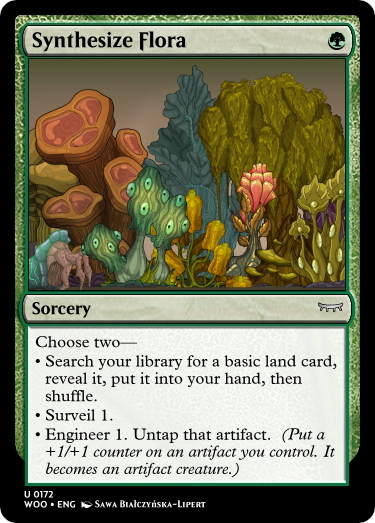 Synthesize Flora
Sorcery
Choose two—
• Search your library for a basic land card,
reveal it, put it into your hand, then
shuffle.
• Surveil 1.
• Engineer 1. Untap that artifact. (Put a
+1/+1 counter on an artifact you control. It
becomes an artifact creature.)
U 0172
WOO • ENG Sawa Białczyńska-Lipert